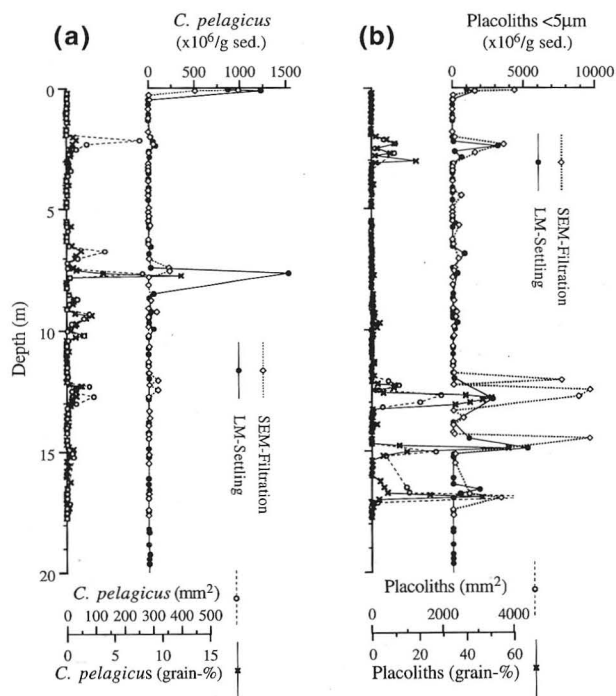 (a)
C. pelagicus
(x10⁶/g sed.)
0 500 1000 1500
0
5
10
15
20
Depth (m)
LM-Settling
SEM-Filtration
C. pelagicus (mm²)
0 100 200 300 400 500
0 5 10 15
C. pelagicus (grain-%)
(b)
Placoliths <5μm
(x10⁶/g sed.)
0 5000 10000
LM-Settling
SEM-Filtration
Placoliths (mm²)
0 4000
0 20 40 60
Placoliths (grain-%)